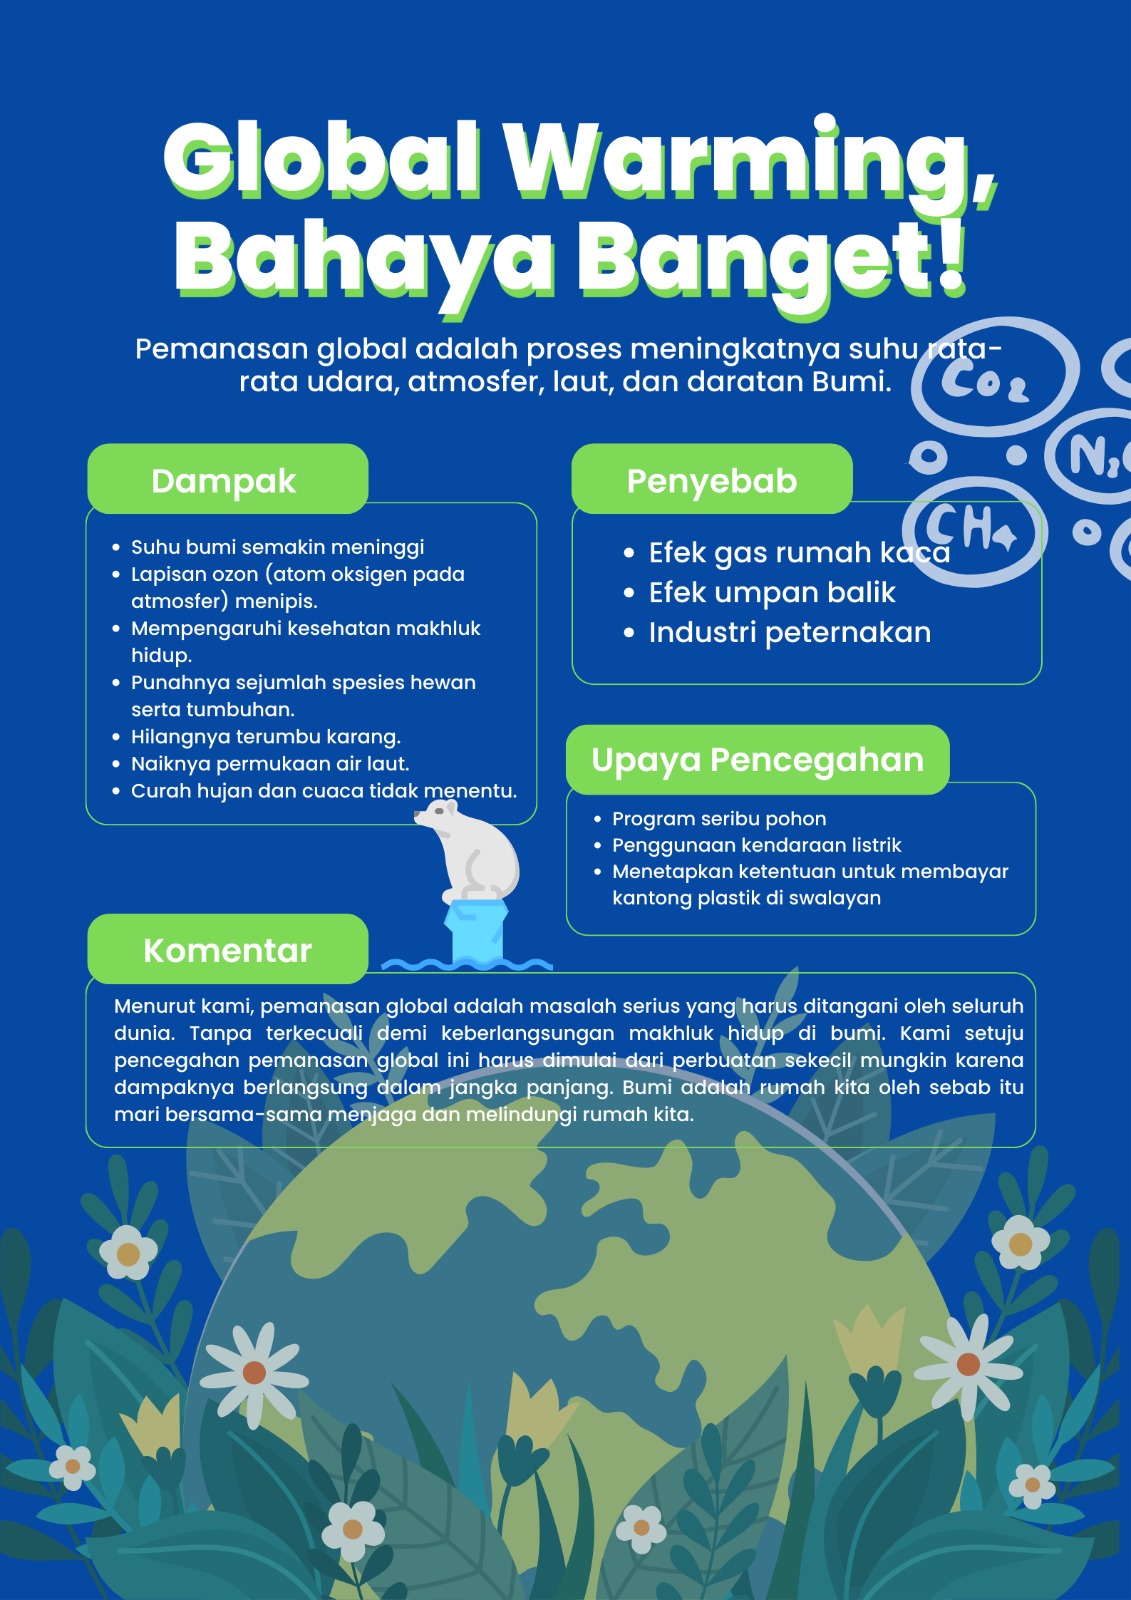 Global Warming,
Bahaya Banget!
Pemanasan global adalah proses meningkatnya suhu rata-
rata udara, atmosfer, laut, dan daratan Bumi.
Co2
CH4
Dampak
• Suhu bumi semakin meninggi
• Lapisan ozon (atom oksigen pada
atmosfer) menipis.
• Mempengaruhi kesehatan makhluk
hidup.
• Punahnya sejumlah spesies hewan
serta tumbuhan.
• Hilangnya terumbu karang.
• Naiknya permukaan air laut.
• Curah hujan dan cuaca tidak menentu.
Penyebab
• Efek gas rumah kaca
• Efek umpan balik
• Industri peternakan
Upaya Pencegahan
• Program seribu pohon
• Penggunaan kendaraan listrik
• Menetapkan ketentuan untuk membayar
kantong plastik di swalayan
Komentar
Menurut kami, pemanasan global adalah masalah serius yang harus ditangani oleh seluruh
dunia. Tanpa terkecuali demi keberlangsungan makhluk hidup di bumi. Kami setuju
pencegahan pemanasan global ini harus dimulai dari perbuatan sekecil mungkin karena
dampaknya berlangsung dalam jangka panjang. Bumi adalah rumah kita oleh sebab itu
mari bersama-sama menjaga dan melindungi rumah kita.